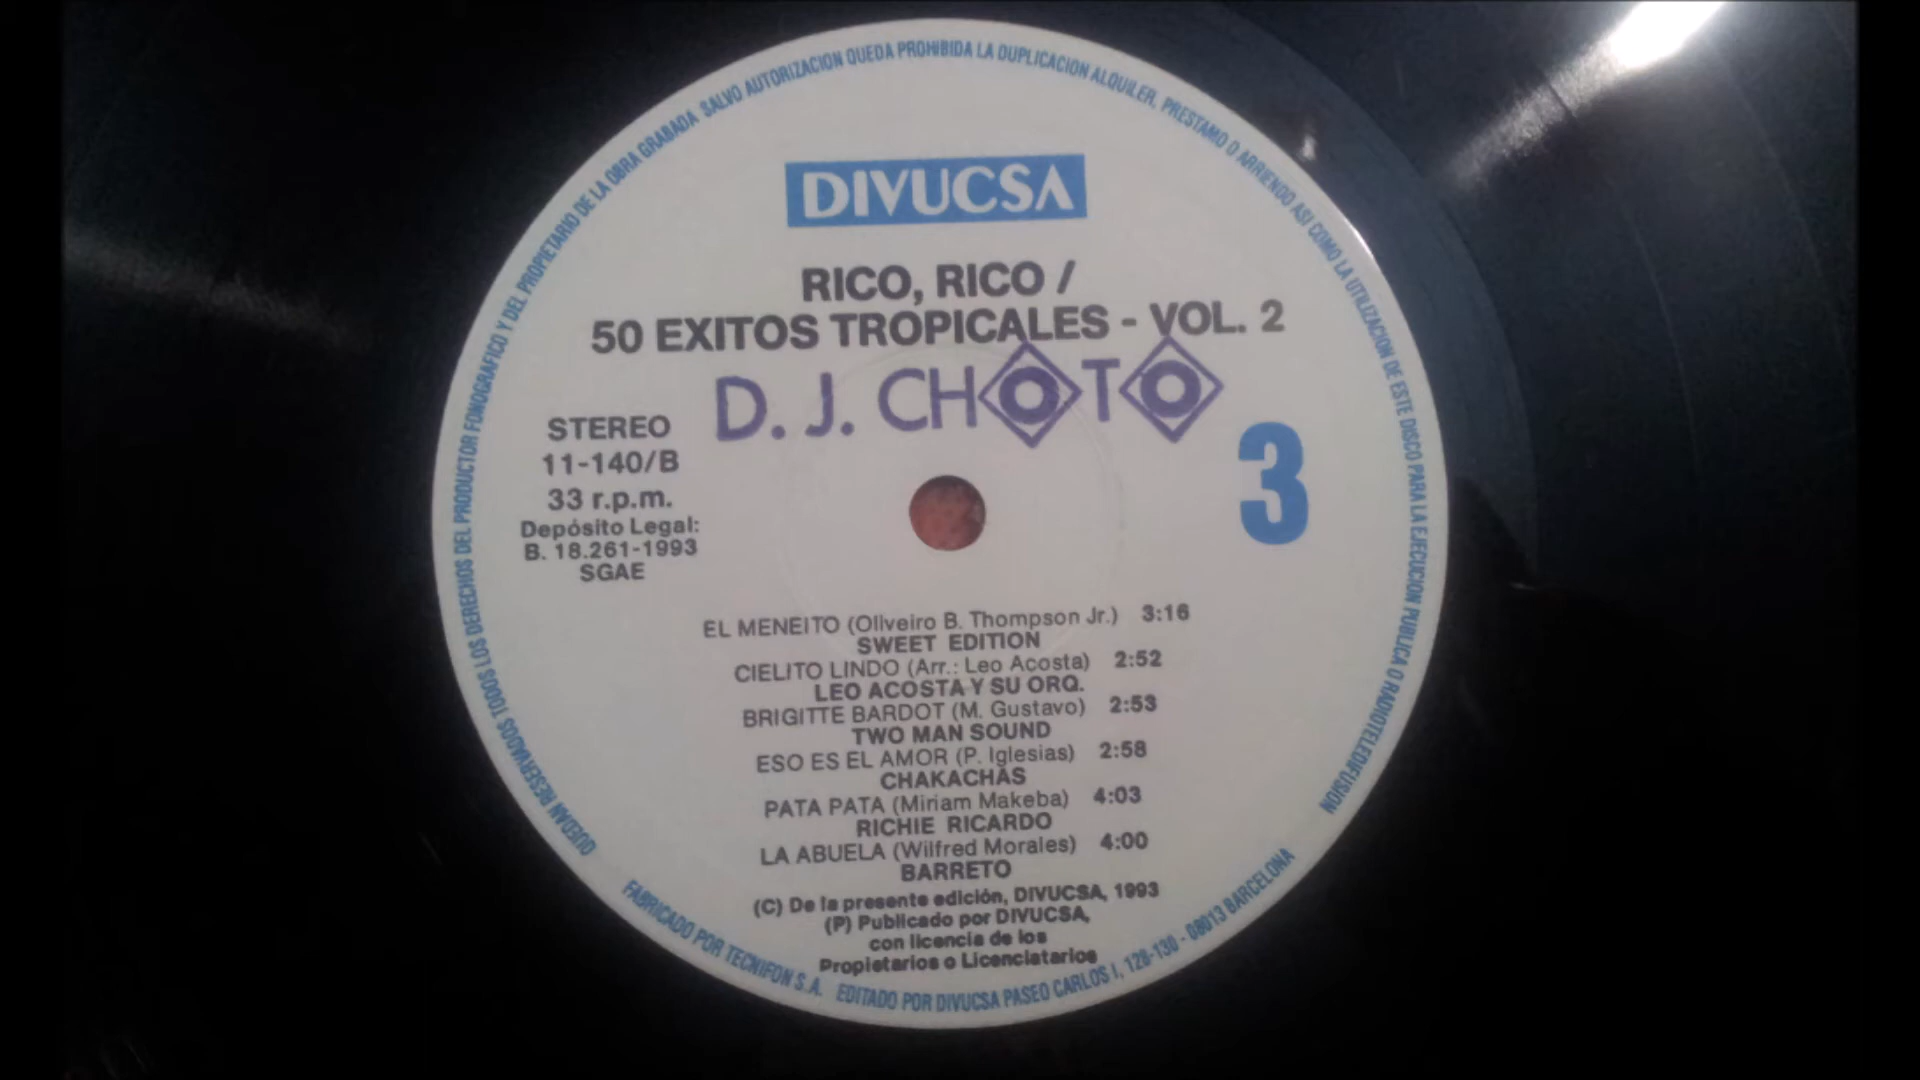 QUEDAN RESERVADOS TODOS LOS DERECHOS DEL PRODUCTOR FONOGRAFICO Y DEL PROPIETARIO DE LA OBRA GRABADA SALVO AUTORIZACION QUEDA PROHIBIDA LA DUPLICACION ALQUILER, PRESTAMO O ARRIENDO ASI COMO LA UTILIZACION DE ESTE DISCO PARA LA EJECUCION PUBLICA O RADIOTELEDIFUSION
DIVUCSA
RICO, RICO /
50 EXITOS TROPICALES - VOL. 2
D. J. CHOTO
STEREO
11-140/B
33 r.p.m.
Depósito Legal:
B. 18.261-1993
SGAE
3
EL MENEITO (Oliveiro B. Thompson Jr.) 3:16
SWEET EDITION
CIELITO LINDO (Arr.: Leo Acosta) 2:52
LEO ACOSTA Y SU ORQ.
BRIGITTE BARDOT (M. Gustavo) 2:53
TWO MAN SOUND
ESO ES EL AMOR (P. Iglesias) 2:58
CHAKACHAS
PATA PATA (Miriam Makeba) 4:03
RICHIE RICARDO
LA ABUELA (Wilfred Morales) 4:00
BARRETO
(C) De la presente edición, DIVUCSA, 1993
(P) Publicado por DIVUCSA,
con licencia de los
Propietarios o Licenciatarios
FABRICADO POR TECNIFON S.A. EDITADO POR DIVUCSA PASEO CARLOS I, 128-130 - 08013 BARCELONA